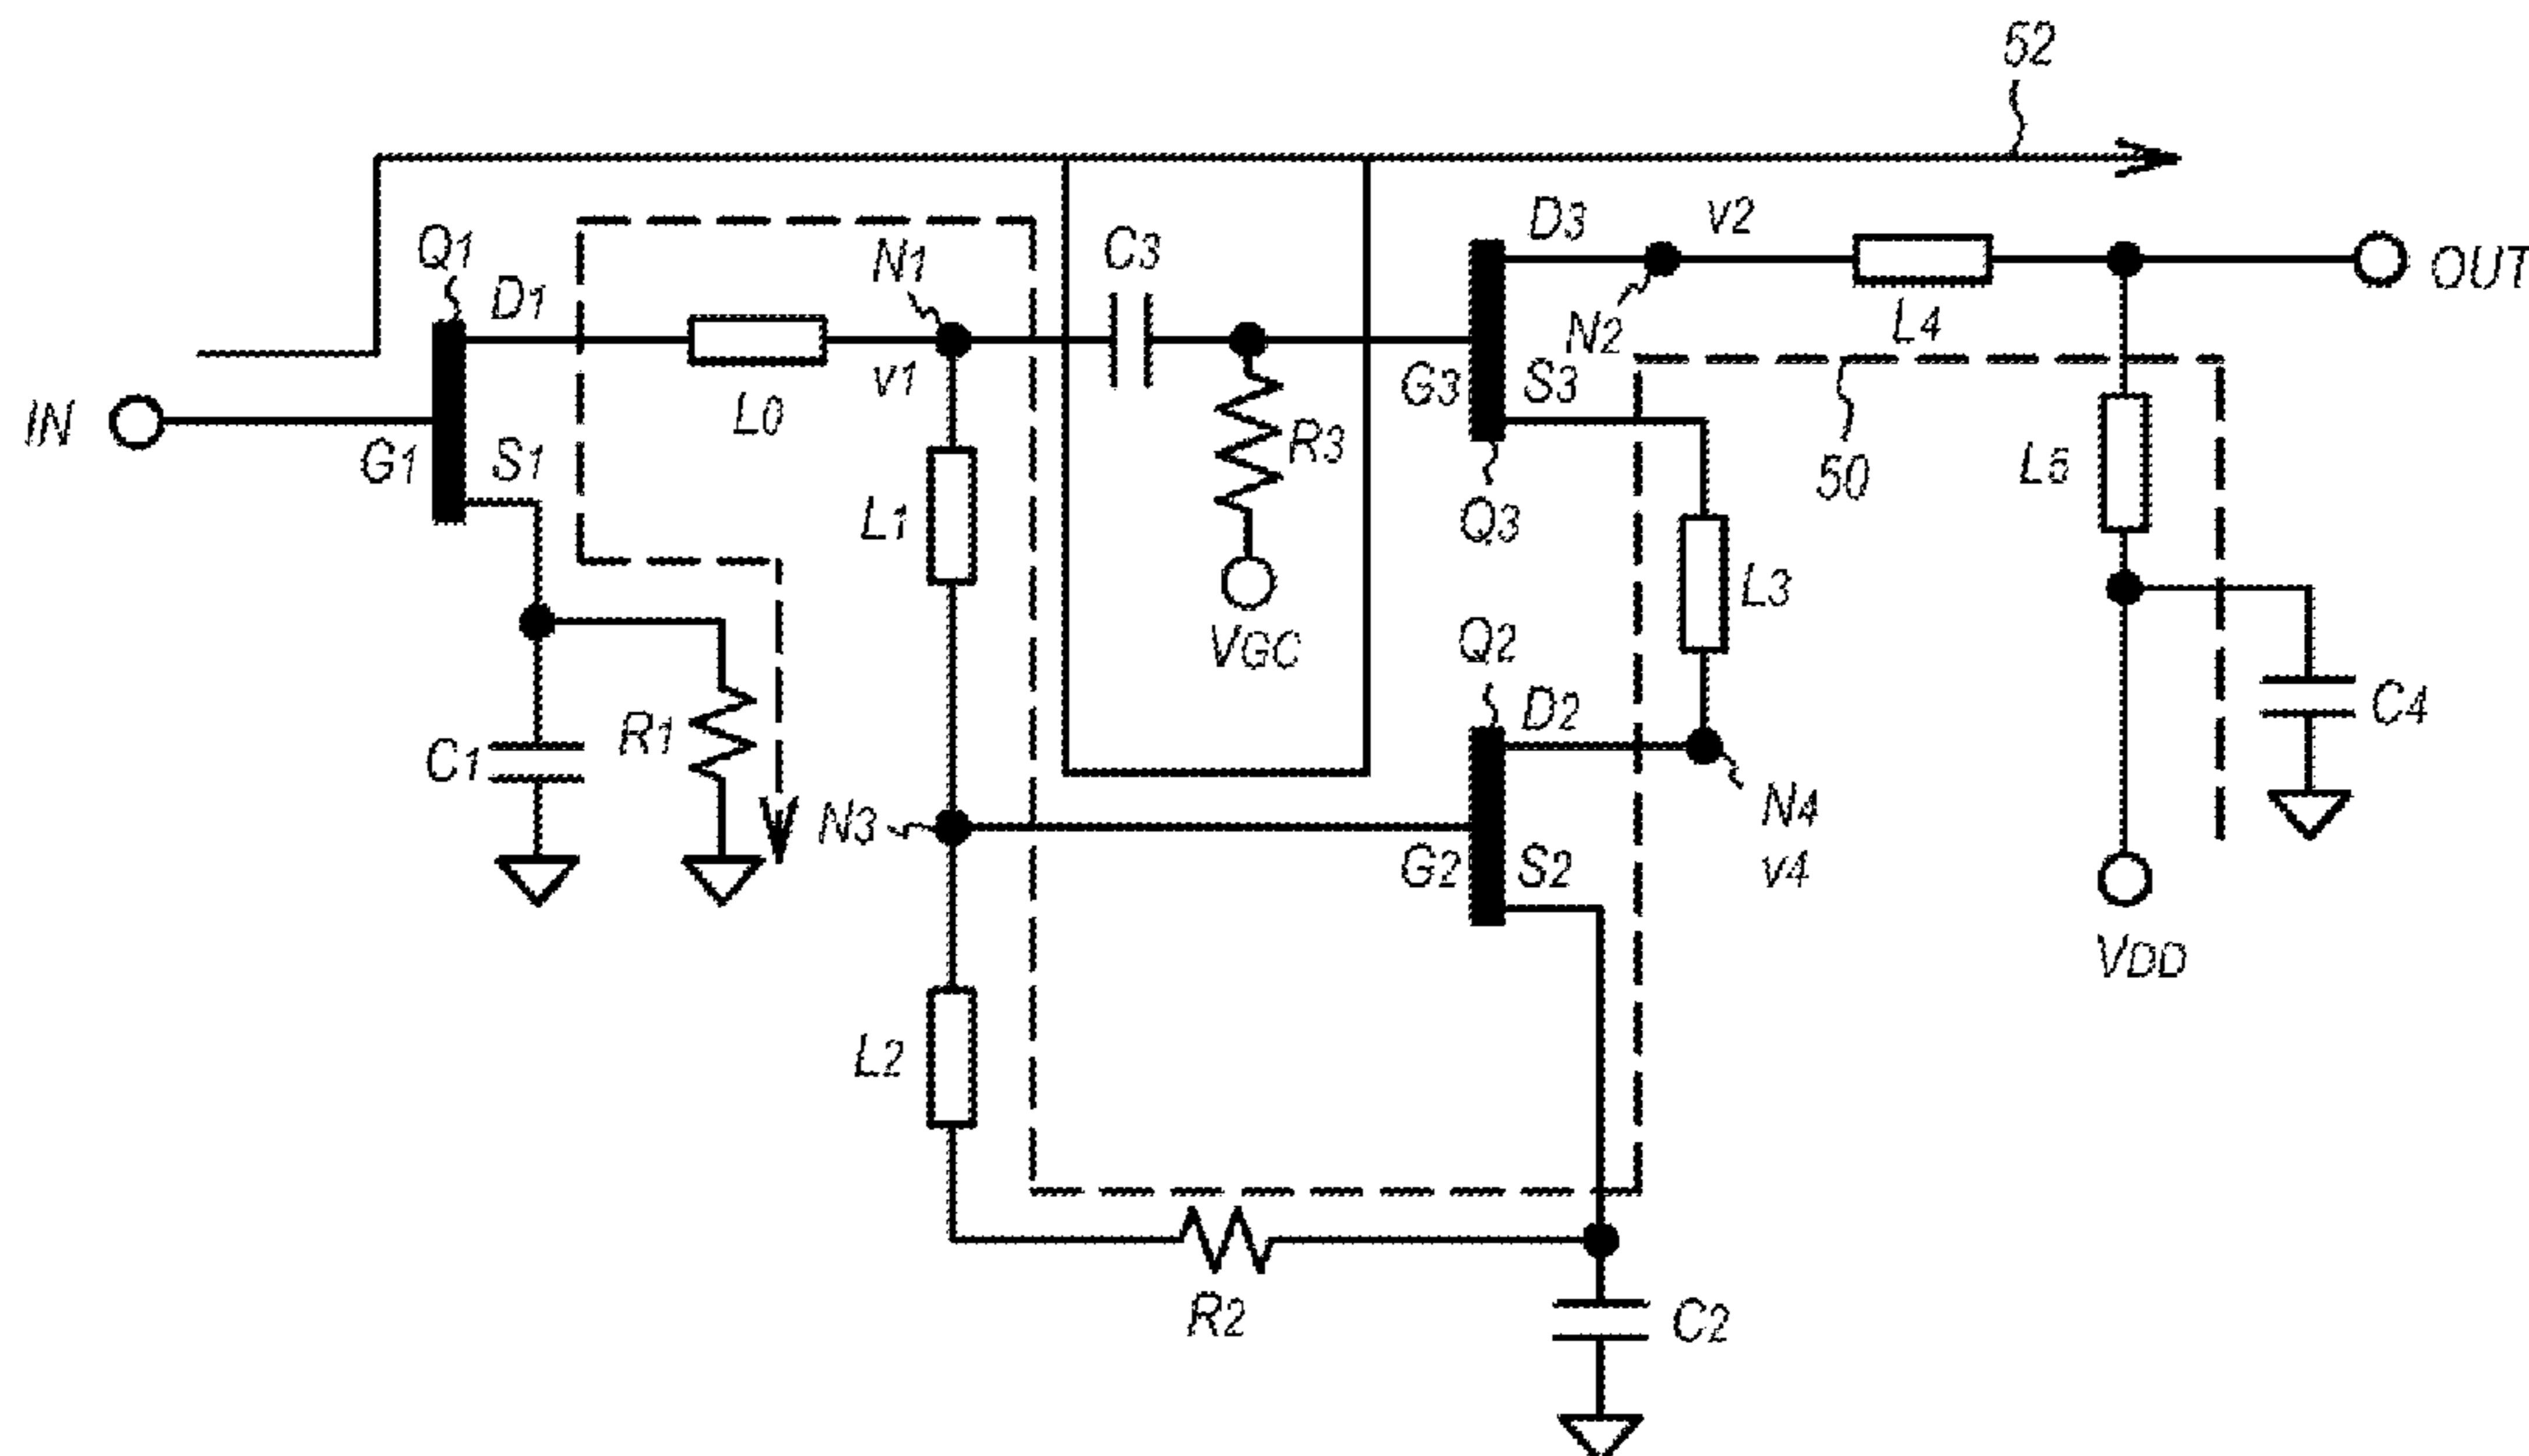 52
Q1
D1
N1
C3
D3
v2
OUT
N2
L4
v1
L0
IN
G1
S1
G3
S3
R3
50
L5
L1
Q3
L3
VGC
Q2
D2
C4
R1
C1
N3
N4
v4
G2
S2
VDD
L2
R2
C2